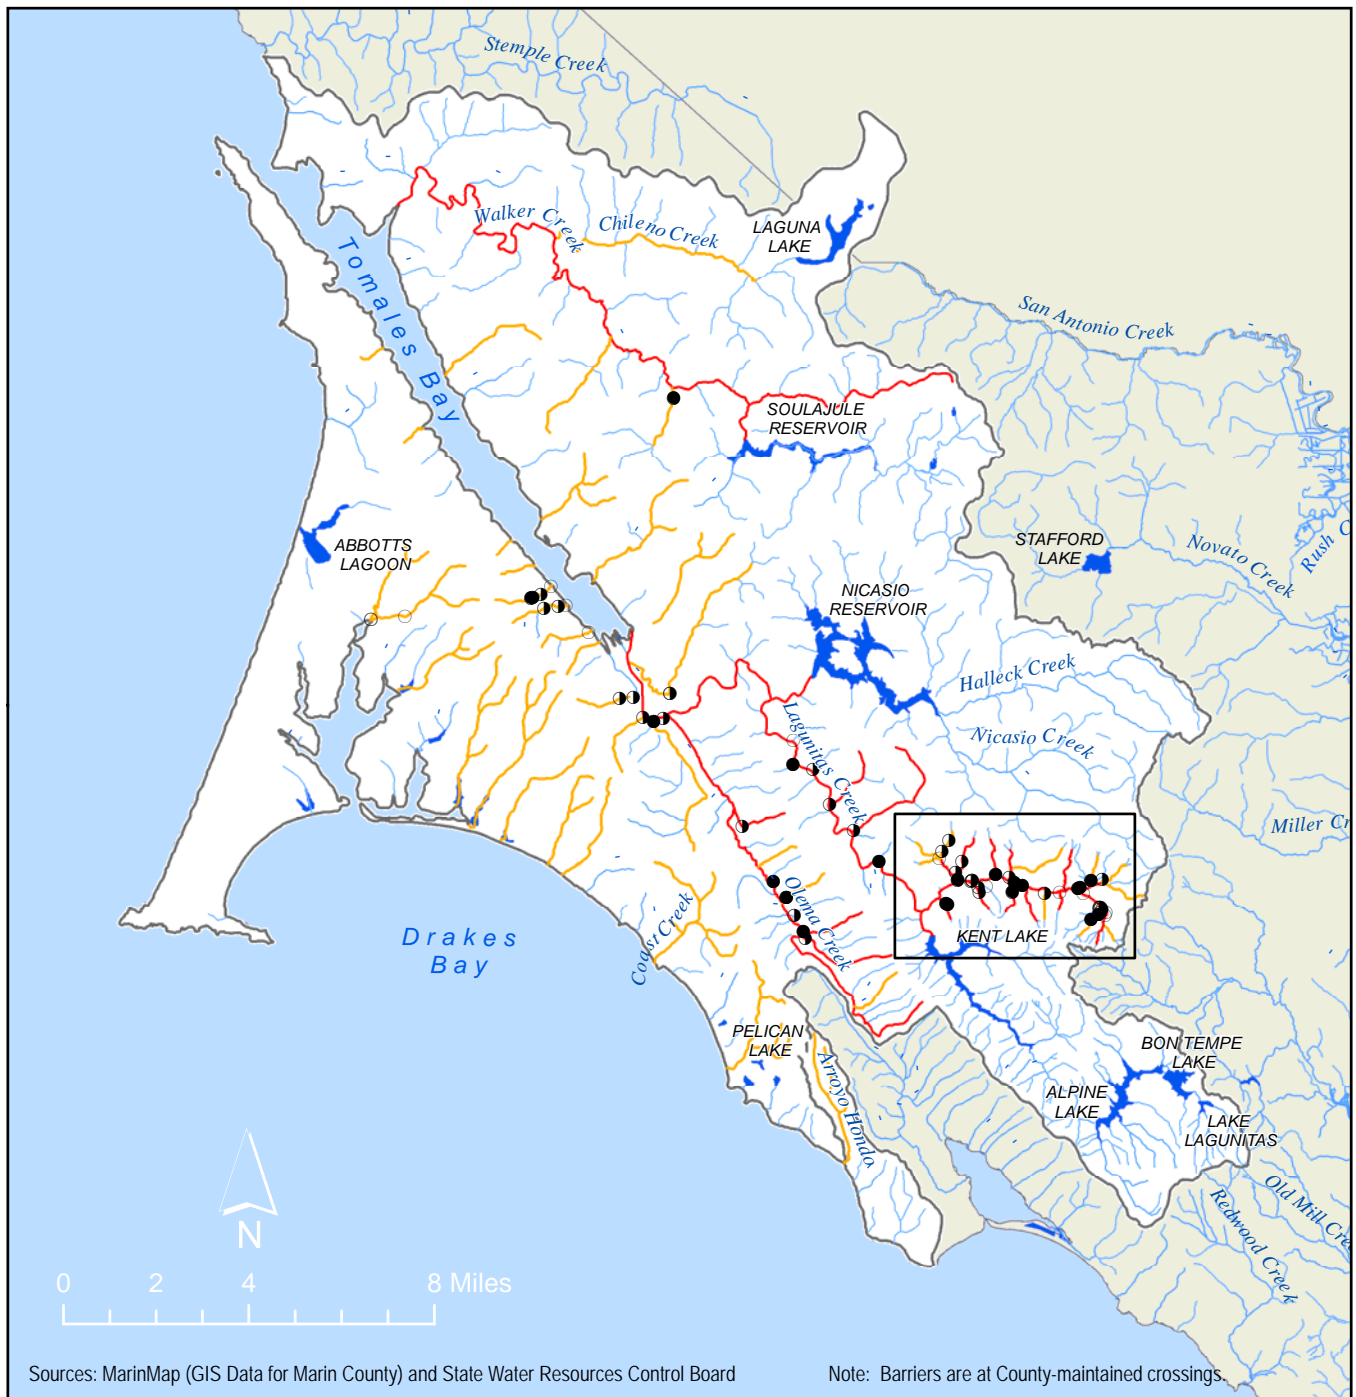 Stemple Creek
Walker Creek
Chileno Creek
LAGUNA
LAKE
Tomales Bay
San Antonio Creek
SOULAJULE
RESERVOIR
ABBOTTS
LAGOON
STAFFORD
LAKE
Novato Creek
Rush C
NICASIO
RESERVOIR
Halleck Creek
Nicasio Creek
Lagunitas Creek
Miller Cr
Olema Creek
KENT LAKE
Coast Creek
Drakes
Bay
PELICAN
LAKE
Arroyo Hondo
BON TEMPE
LAKE
ALPINE
LAKE
LAKE
LAGUNITAS
Old Mill Cree
Redwood Creek
N
0 2 4 8 Miles
Sources: MarinMap (GIS Data for Marin County) and State Water Resources Control Board
Note: Barriers are at County-maintained crossings.